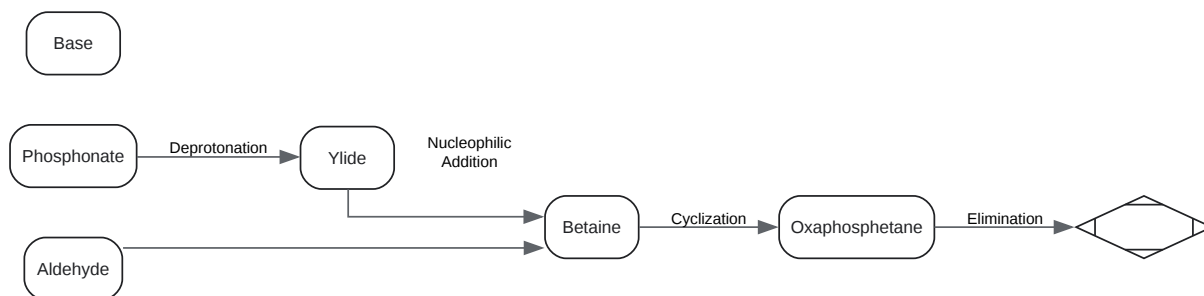 Base
Phosphonate
Deprotonation
Ylide
Nucleophilic
Addition
Betaine
Cyclization
Oxaphosphetane
Elimination
Aldehyde